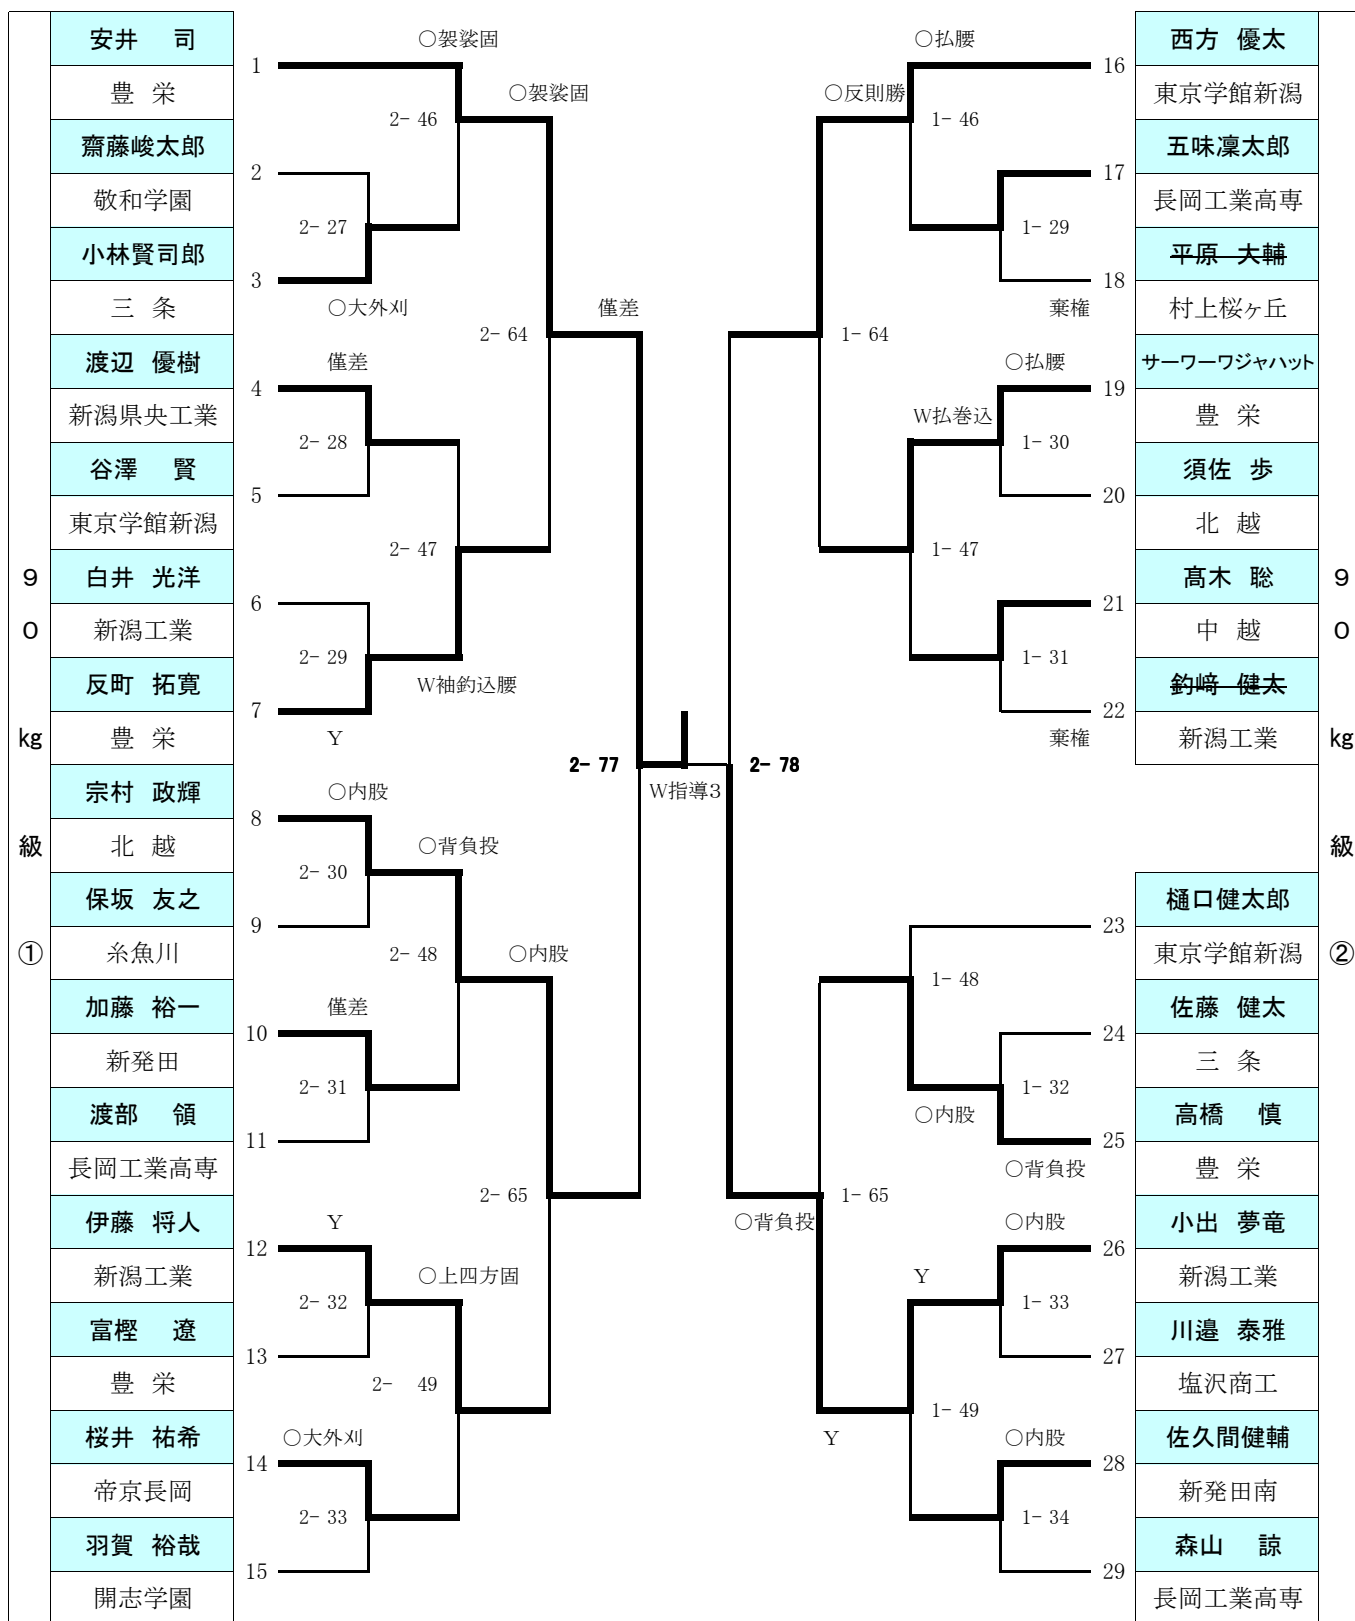 安井 司
○袈裟固
○払腰
西方 優太
1
16
豊 栄
○袈裟固
○反則勝
東京学館新潟
2- 46
1- 46
齋藤峻太郎
五味凜太郎
2
17
敬和学園
長岡工業高専
2- 27
1- 29
小林賢司郎
平原 大輔
3
18
三 条
○大外刈
僅差
棄権
村上桜ヶ丘
2- 64
1- 64
渡辺 優樹
僅差
○払腰
サーワーワジャハット
4
19
新潟県央工業
W払巻込
豊 栄
2- 28
1- 30
谷澤 賢
須佐 歩
5
20
東京学館新潟
北 越
2- 47
1- 47
9
白井 光洋
髙木 聡
9
6
21
0
新潟工業
中 越
0
2- 29
1- 31
反町 拓寛
W袖釣込腰
釣﨑 健太
7
22
kg
豊 栄
Y
棄権
新潟工業
kg
2- 77
2- 78
宗村 政輝
○内股
W指導3
8
級
北 越
○背負投
級
2- 30
保坂 友之
樋口健太郎
9
23
①
糸魚川
2- 48
○内股
東京学館新潟
②
1- 48
加藤 裕一
僅差
佐藤 健太
10
24
新発田
三 条
2- 31
1- 32
渡部 領
○内股
高橋 慎
11
25
長岡工業高専
○背負投
豊 栄
2- 65
1- 65
伊藤 将人
Y
○背負投
○内股
小出 夢竜
12
26
新潟工業
○上四方固
Y
新潟工業
2- 32
1- 33
富樫 遼
川邉 泰雅
13
27
豊 栄
2- 49
塩沢商工
1- 49
桜井 祐希
○大外刈
Y
○内股
佐久間健輔
14
28
帝京長岡
新発田南
2- 33
1- 34
羽賀 裕哉
森山 諒
15
29
開志学園
長岡工業高専